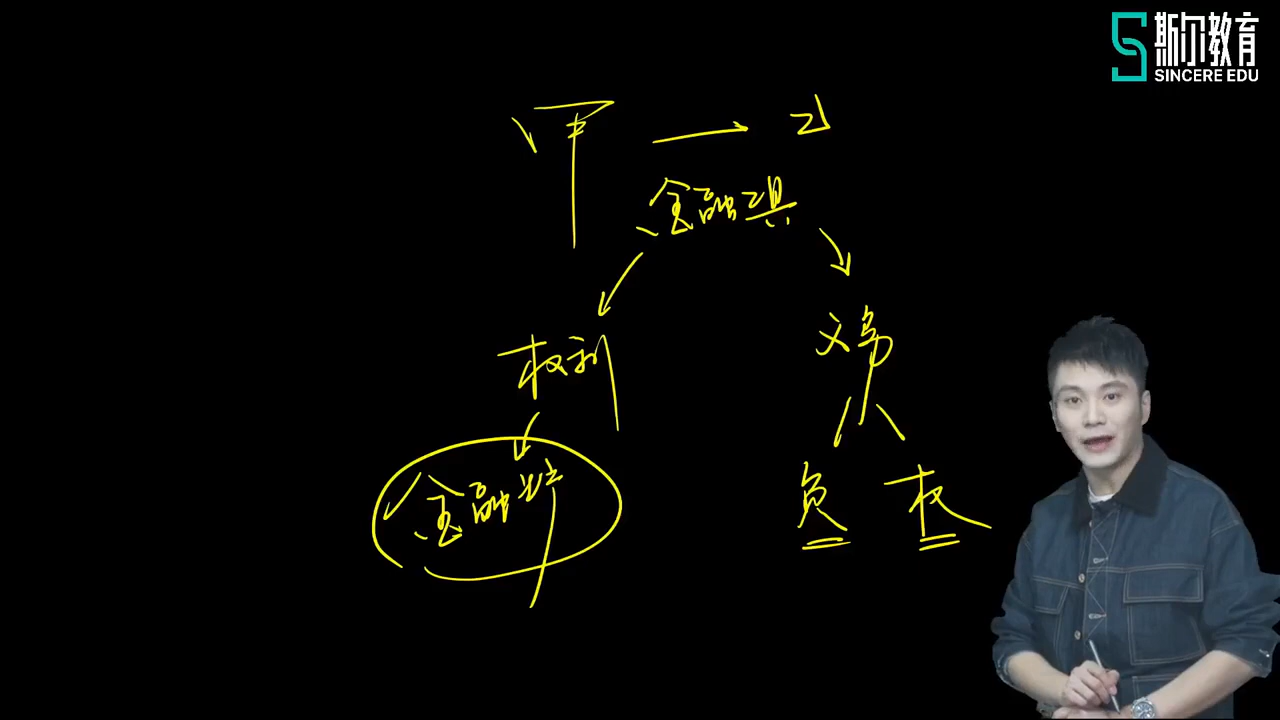 斯尔教育
SINCERE EDU
甲 → 乙
金融工具
权利 义务
金融资产
负 权